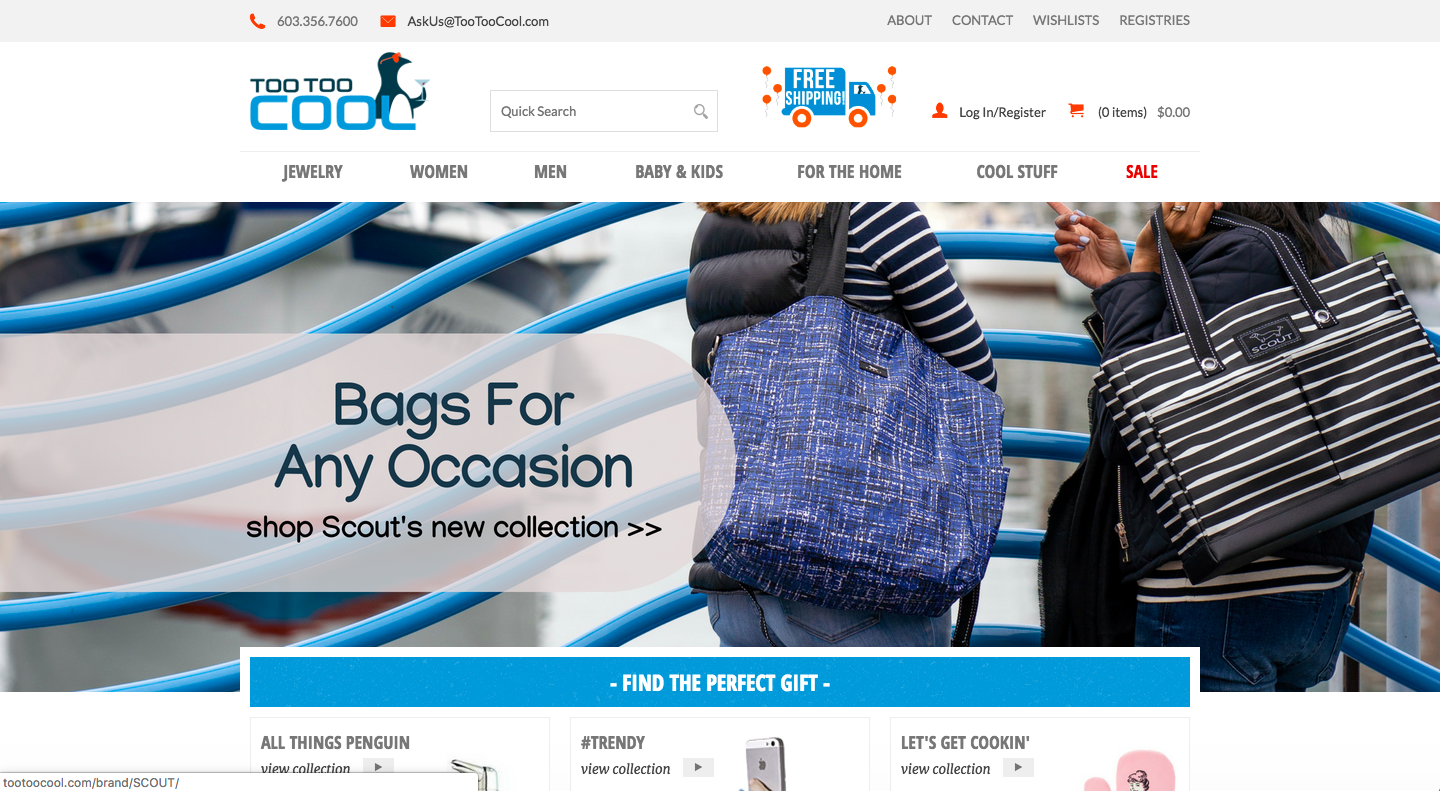 603.356.7600
AskUs@TooTooCool.com
ABOUT
CONTACT
WISHLISTS
REGISTRIES
TOO TOO
COOL
Quick Search
FREE
SHIPPING!
Log In/Register
(0 items) $0.00
JEWELRY
WOMEN
MEN
BABY & KIDS
FOR THE HOME
COOL STUFF
SALE
SCOUT
Bags For
Any Occasion
shop Scout's new collection >>
- FIND THE PERFECT GIFT -
ALL THINGS PENGUIN
view collection
#TRENDY
view collection
LET'S GET COOKIN'
view collection
tootoocool.com/brand/SCOUT/